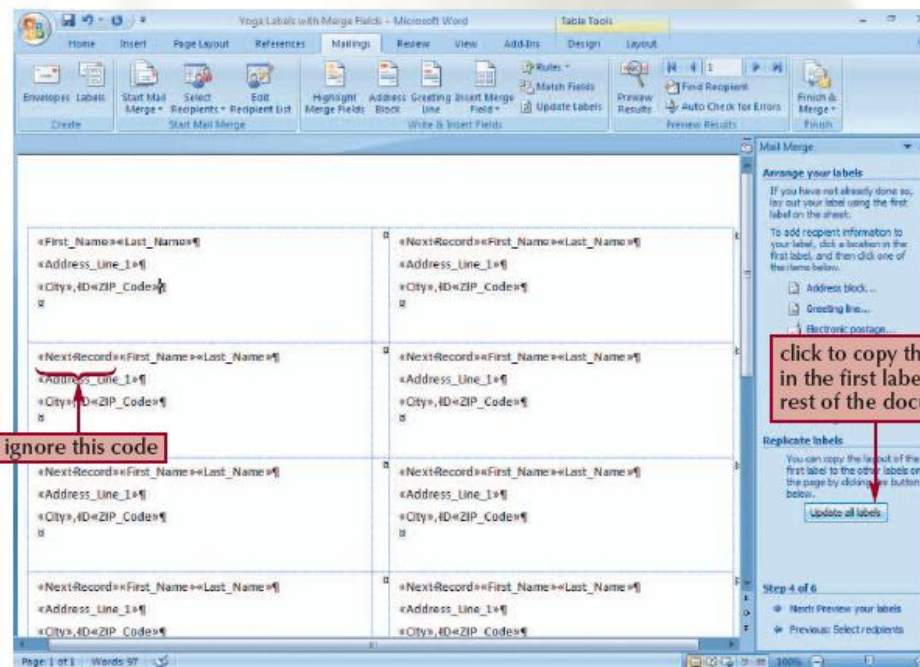 Yoga Labels with Merge Fields - Microsoft Word
Table Tools
Home Insert Page Layout References Mailings Review View Add-Ins Design Layout
Envelopes Labels
Create
Start Mail Merge Select Recipients Edit Recipient List
Start Mail Merge
Highlight Merge Fields Address Block Greeting Line Insert Merge Field
Rules
Match Fields
Update Labels
Write & Insert Fields
Preview Results
1
Find Recipient
Auto Check for Errors
Preview Results
Finish & Merge
Finish
«First_Name»«Last_Name»¶
«Address_Line_1»¶
«City»,·ID«ZIP_Code»¶
«Next·Record»«First_Name»«Last_Name»¶
«Address_Line_1»¶
«City»,·ID«ZIP_Code»¶
«Next·Record»«First_Name»«Last_Name»¶
«Address_Line_1»¶
«City»,·ID«ZIP_Code»¶
«Next·Record»«First_Name»«Last_Name»¶
«Address_Line_1»¶
«City»,·ID«ZIP_Code»¶
ignore this code
«Next·Record»«First_Name»«Last_Name»¶
«Address_Line_1»¶
«City»,·ID«ZIP_Code»¶
«Next·Record»«First_Name»«Last_Name»¶
«Address_Line_1»¶
«City»,·ID«ZIP_Code»¶
«Next·Record»«First_Name»«Last_Name»¶
«Address_Line_1»¶
«City»,·ID«ZIP_Code»¶
«Next·Record»«First_Name»«Last_Name»¶
«Address_Line_1»¶
«City»,·ID«ZIP_Code»¶
Mail Merge
Arrange your labels
If you have not already done so,
lay out your label using the first
label on the sheet.
To add recipient information to
your label, click a location in the
first label, and then click one of
the items below.
Address block...
Greeting line...
Electronic postage...
click to copy
in the first
rest of the
Replicate labels
You can copy the layout of the
first label to the other labels on
the page by clicking the button
below.
Update all labels
Step 4 of 6
Next: Preview your labels
Previous: Select recipients
Page: 1 of 1 Words: 97 100%